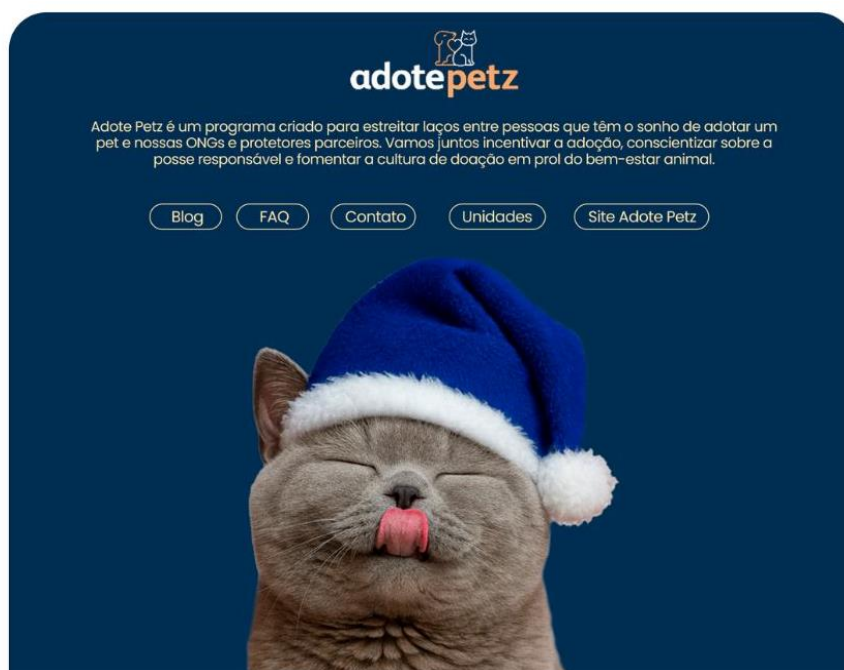 adotepetz
Adote Petz é um programa criado para estreitar laços entre pessoas que têm o sonho de adotar um
pet e nossas ONGs e protetores parceiros. Vamos juntos incentivar a adoção, conscientizar sobre a
posse responsável e fomentar a cultura de doação em prol do bem-estar animal.
Blog FAQ Contato Unidades Site Adote Petz